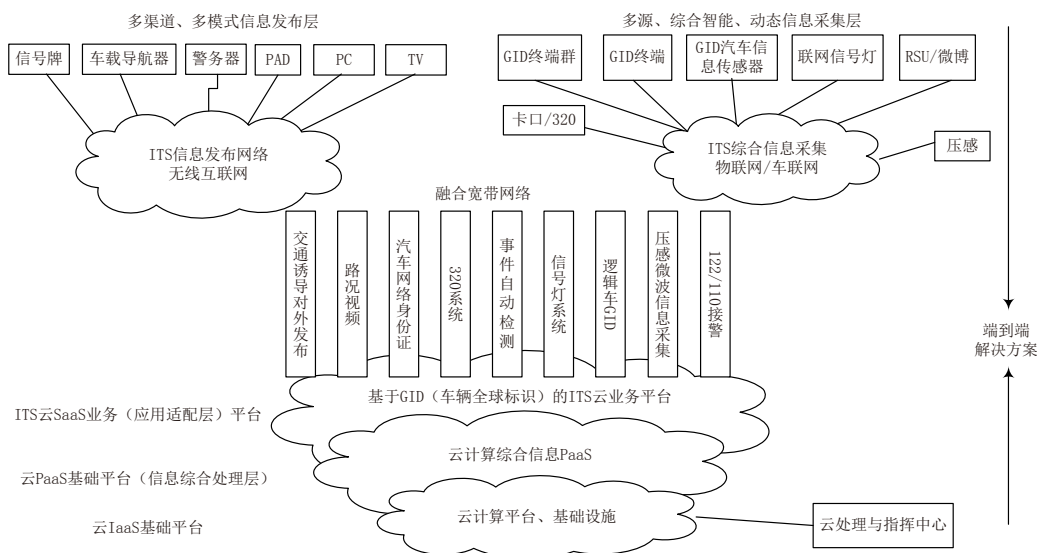 多渠道、多模式信息发布层
多源、综合智能、动态信息采集层
信号牌
车载导航器
警务器
PAD
PC
TV
GID终端群
GID终端
GID汽车信
息传感器
联网信号灯
RSU/微博
卡口/320
压感
ITS信息发布网络
无线互联网
ITS综合信息采集
物联网/车联网
融合宽带网络
交通诱导对外发布
路况视频
汽车网络身份证
320系统
事件自动检测
信号灯系统
逻辑车GID
压感微波信息采集
122/110接警
端到端
解决方案
基于GID（车辆全球标识）的ITS云业务平台
ITS云SaaS业务（应用适配层）平台
云计算综合信息PaaS
云PaaS基础平台（信息综合处理层）
云计算平台、基础设施
云IaaS基础平台
云处理与指挥中心